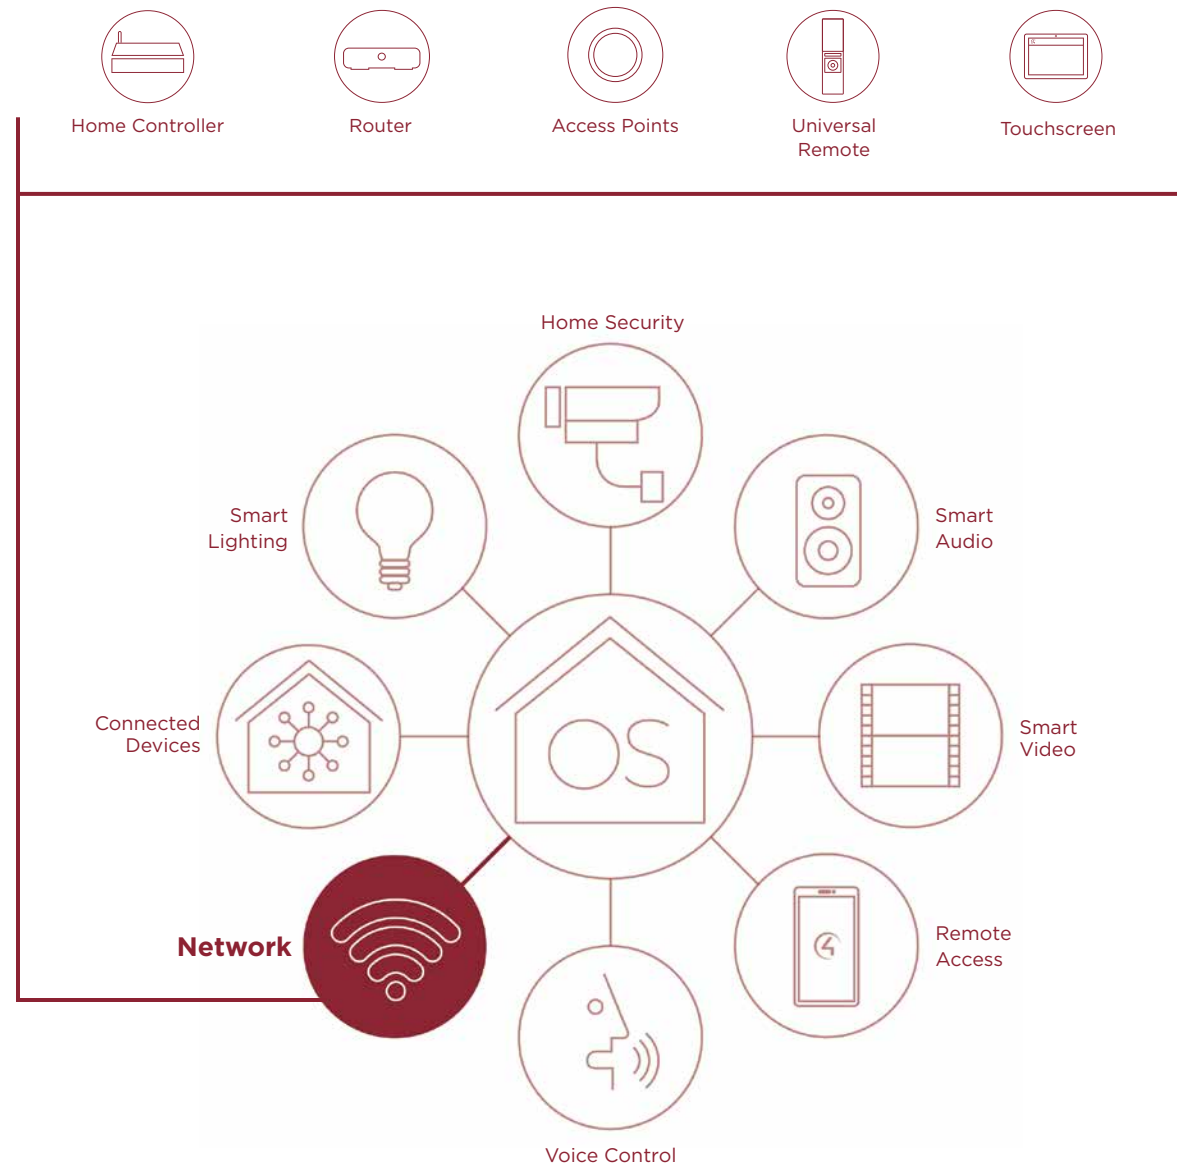 Home Controller
Router
Access Points
Universal
Remote
Touchscreen
Home Security
Smart
Lighting
Smart
Audio
OS
Connected
Devices
Smart
Video
Network
Remote
Access
Voice Control